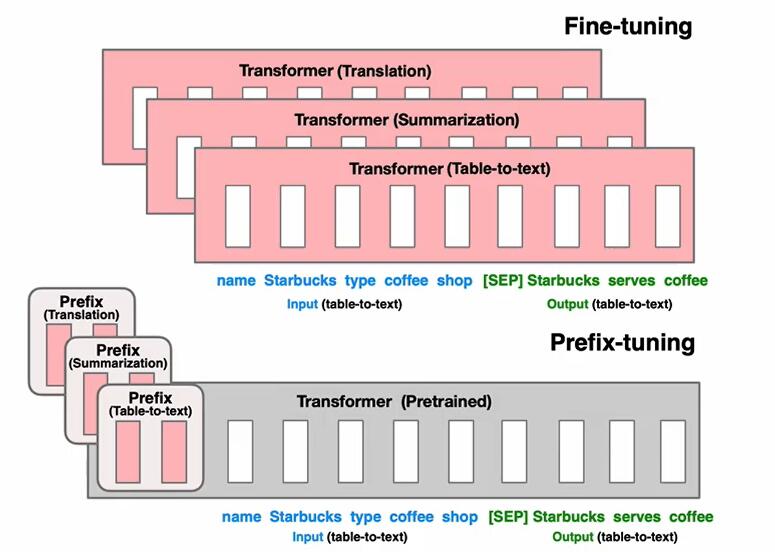 Fine-tuning
Transformer (Translation)
Transformer (Summarization)
Transformer (Table-to-text)
name Starbucks type coffee shop [SEP] Starbucks serves coffee
Input (table-to-text) Output (table-to-text)
Prefix-tuning
Prefix
(Translation)
Prefix
(Summarization)
Prefix
(Table-to-text)
Transformer (Pretrained)
name Starbucks type coffee shop [SEP] Starbucks serves coffee
Input (table-to-text) Output (table-to-text)